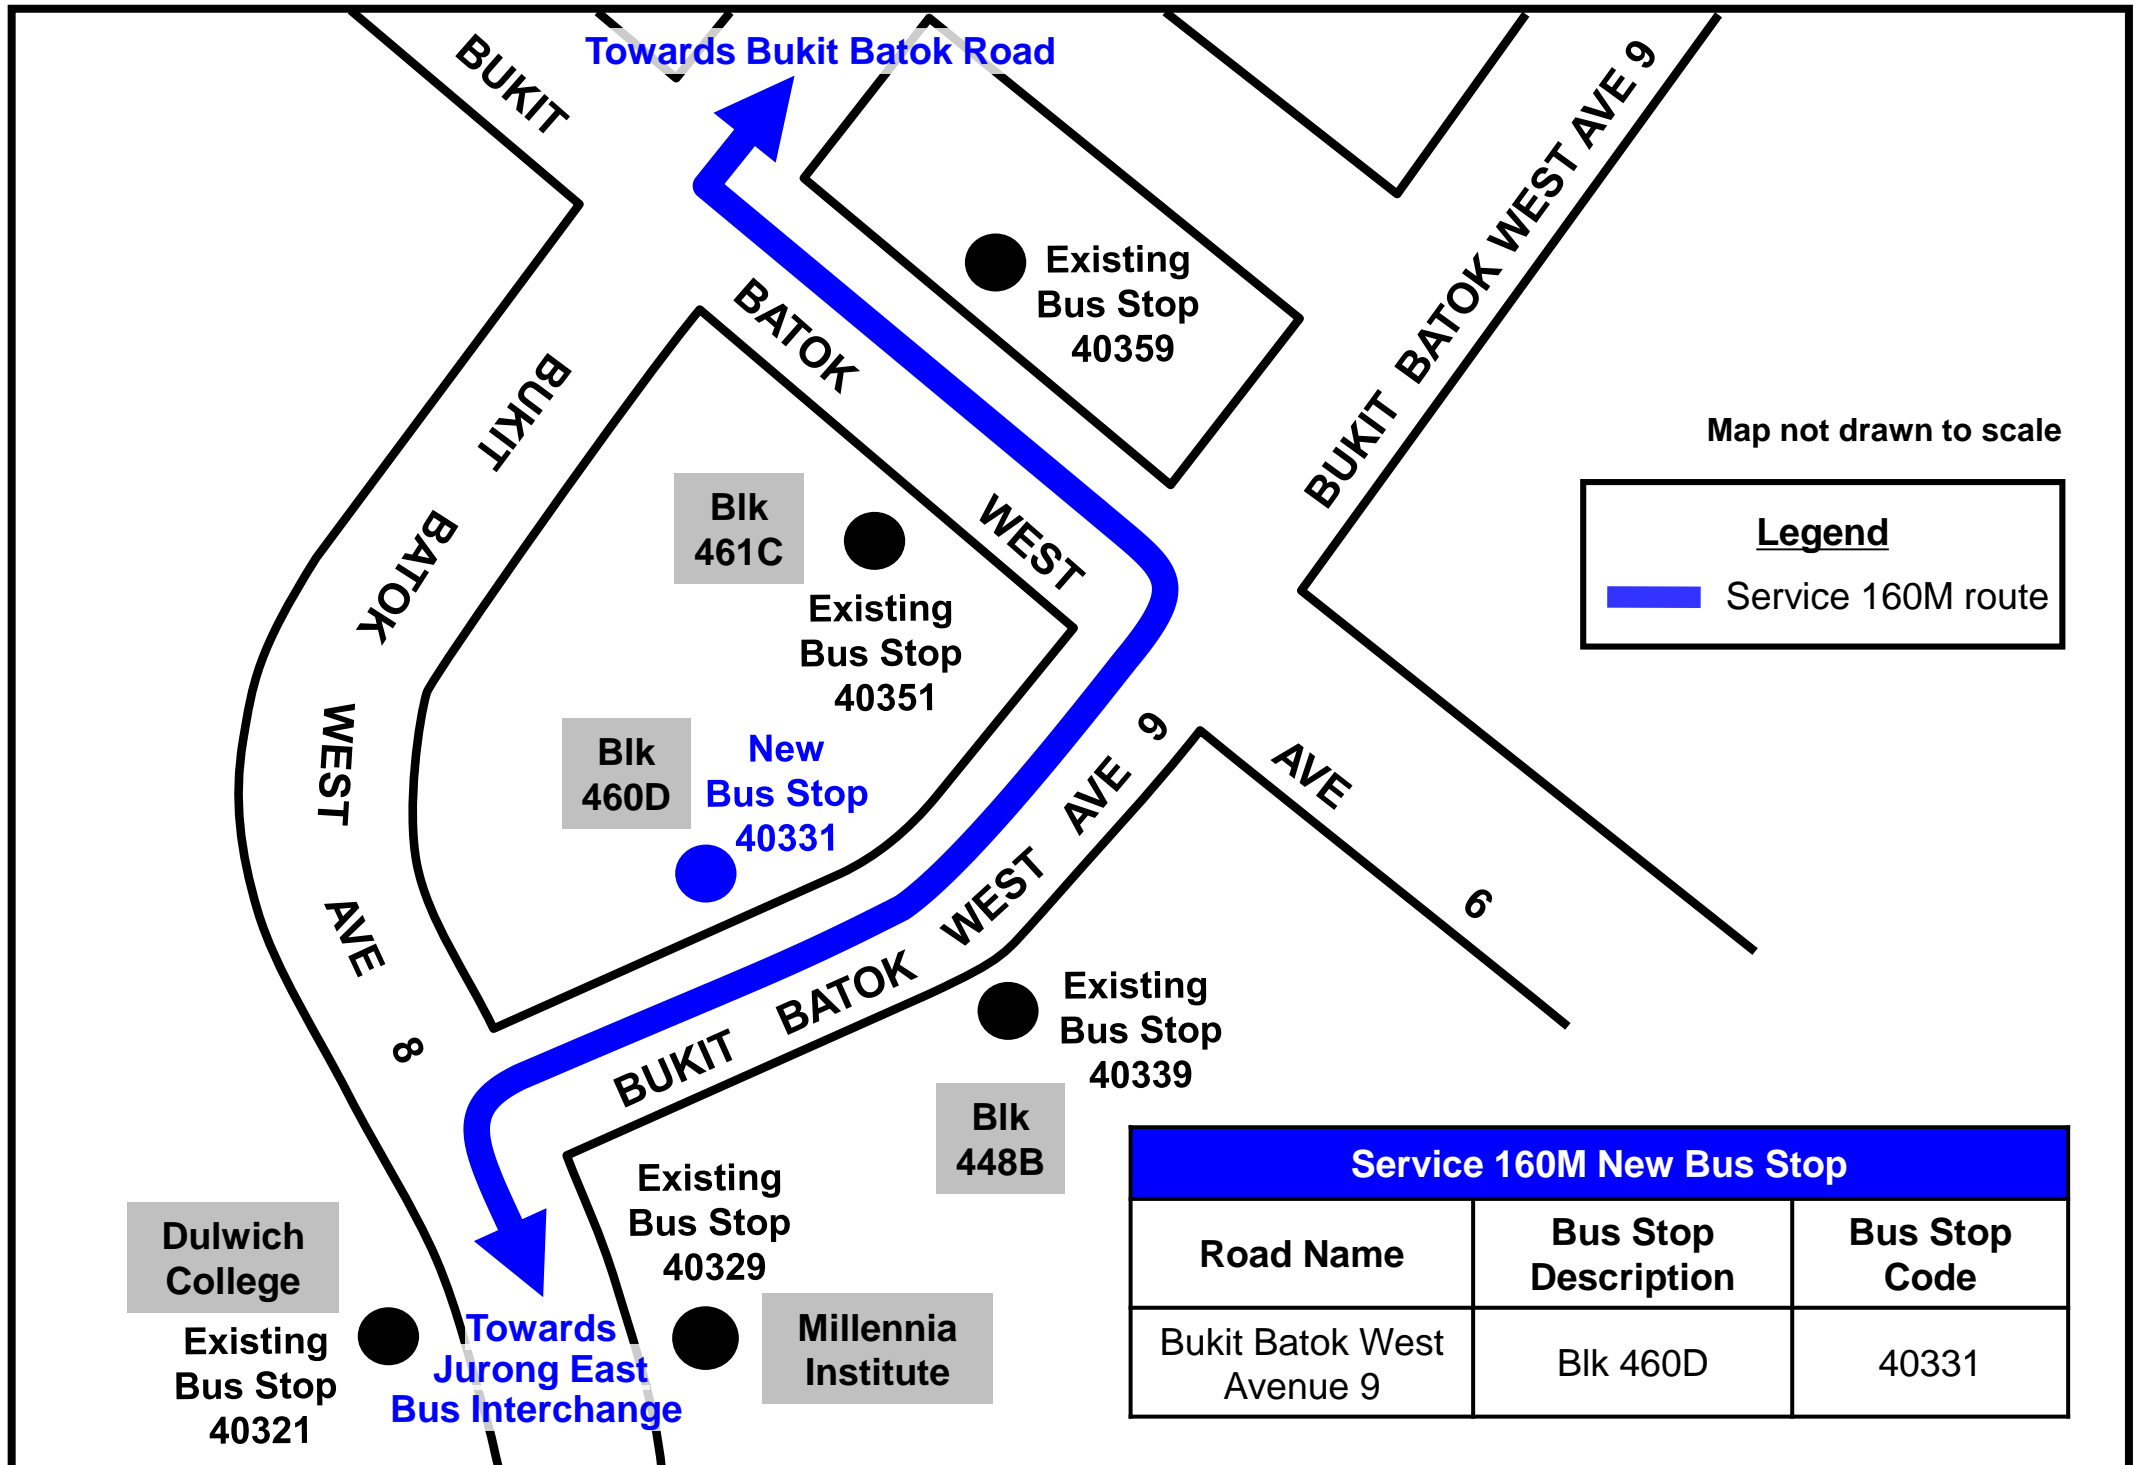 Towards Bukit Batok Road
BUKIT BATOK WEST AVE 6
BUKIT BATOK WEST AVE 9
Existing
Bus Stop
40359
Map not drawn to scale
Legend
Service 160M route
BUKIT BATOK WEST AVE 8
Blk
461C
Existing
Bus Stop
40351
Blk
460D
New
Bus Stop
40331
BUKIT BATOK WEST AVE 9
Existing
Bus Stop
40339
Blk
448B
Existing
Bus Stop
40329
Millennia
Institute
Dulwich
College
Existing
Bus Stop
40321
Towards
Jurong East
Bus Interchange
Service 160M New Bus Stop
Road Name
Bus Stop
Description
Bus Stop
Code
Bukit Batok West
Avenue 9
Blk 460D
40331